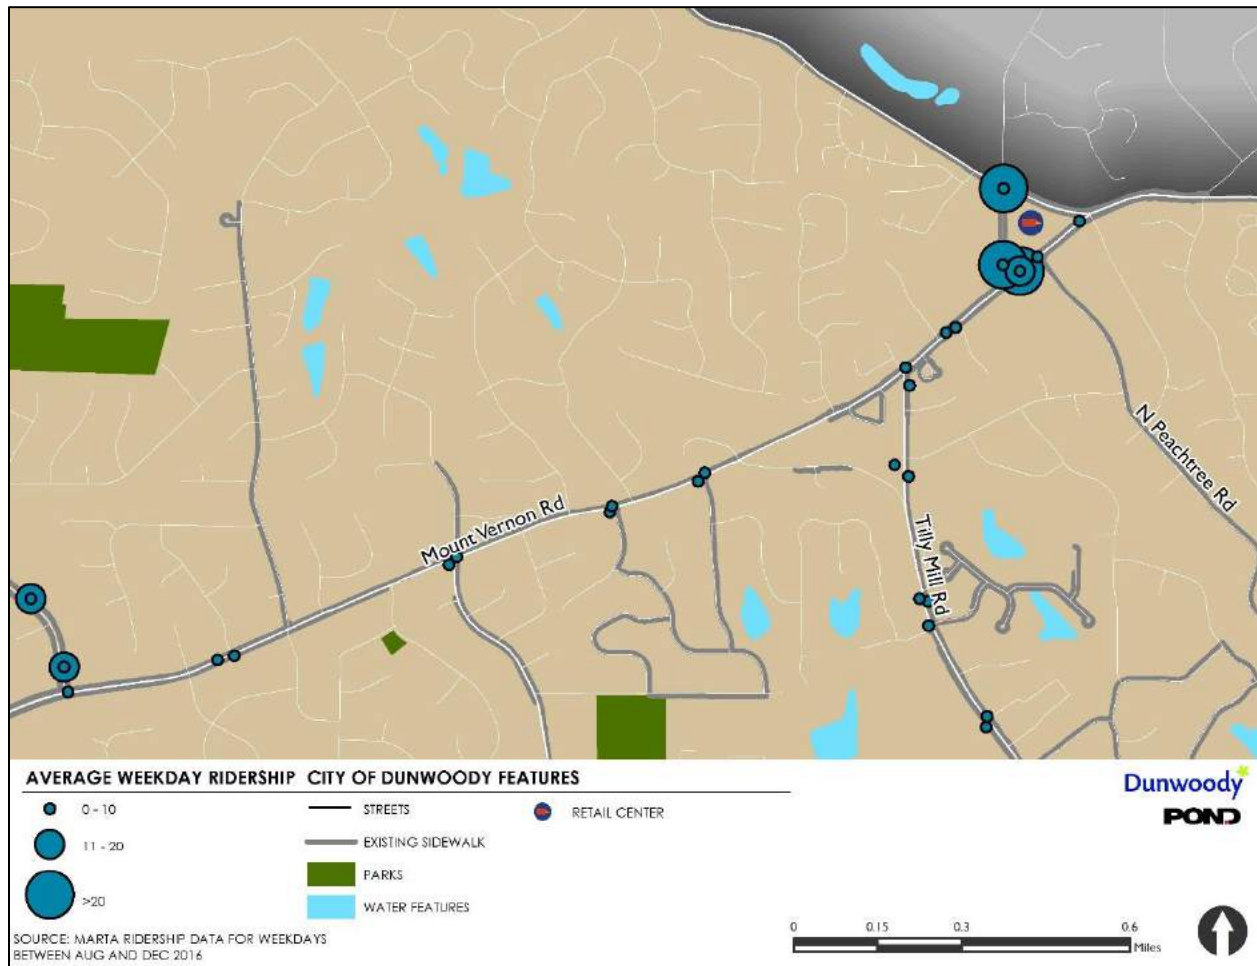 Mount Vernon Rd
Tilly Mill Rd
N Peachtree Rd
AVERAGE WEEKDAY RIDERSHIP
0 - 10
11 - 20
>20
SOURCE: MARTA RIDERSHIP DATA FOR WEEKDAYS
BETWEEN AUG AND DEC 2016
CITY OF DUNWOODY FEATURES
STREETS
EXISTING SIDEWALK
PARKS
WATER FEATURES
RETAIL CENTER
Dunwoody
POND
0 0.15 0.3 0.6
Miles